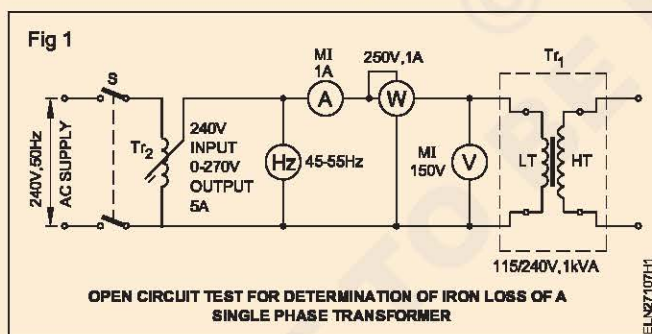 Fig 1
S
240V,50Hz
AC SUPPLY
Tr2
240V
INPUT
0-270V
OUTPUT
5A
Hz
45-55Hz
MI
1A
A
250V,1A
W
MI
150V
V
Tr1
LT
HT
115/240V,1kVA
OPEN CIRCUIT TEST FOR DETERMINATION OF IRON LOSS OF A
SINGLE PHASE TRANSFORMER
ELN27107H1